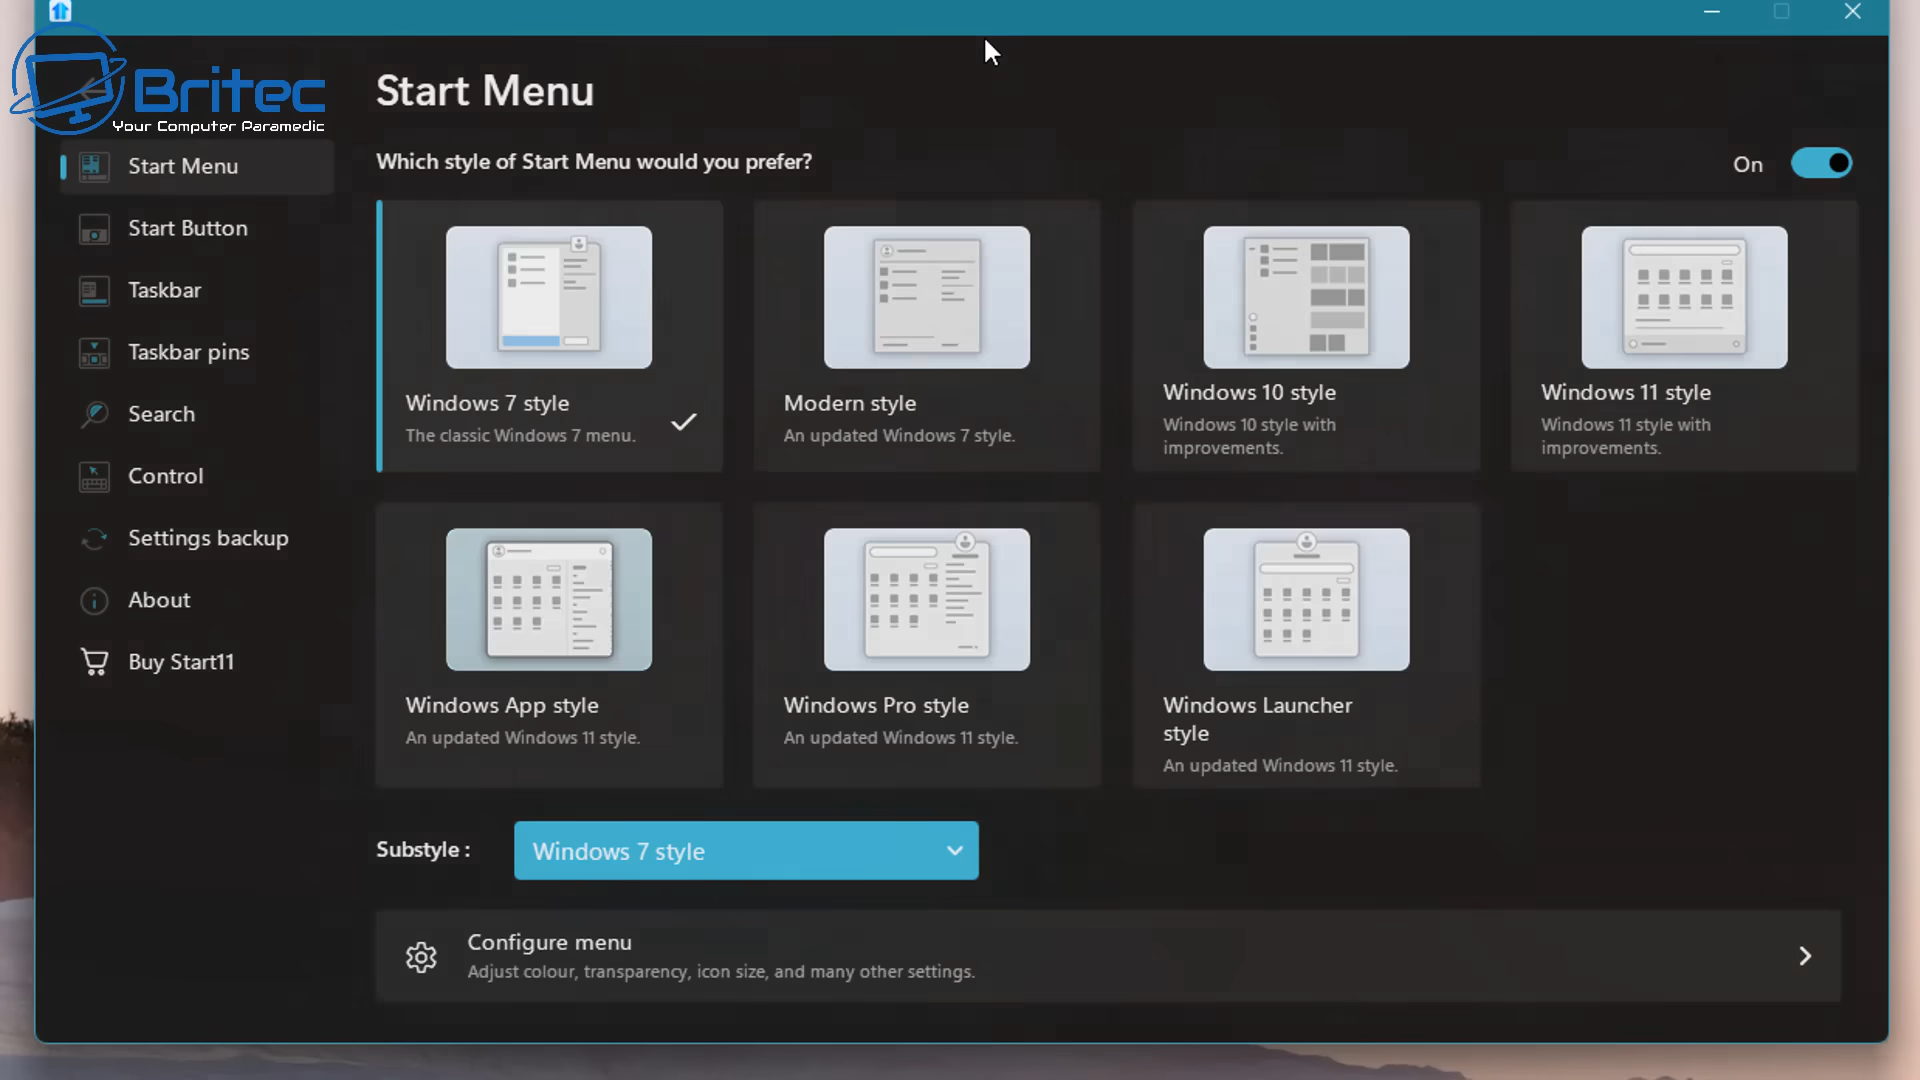 Britec
Your Computer Paramedic
Start Menu
Which style of Start Menu would you prefer?
On
Start Menu
Start Button
Taskbar
Taskbar pins
Search
Control
Settings backup
About
Buy Start11
Windows 7 style
The classic Windows 7 menu.
Modern style
An updated Windows 7 style.
Windows 10 style
Windows 10 style with
improvements.
Windows 11 style
Windows 11 style with
improvements.
Windows App style
An updated Windows 11 style.
Windows Pro style
An updated Windows 11 style.
Windows Launcher
style
An updated Windows 11 style.
Substyle :
Windows 7 style
Configure menu
Adjust colour, transparency, icon size, and many other settings.